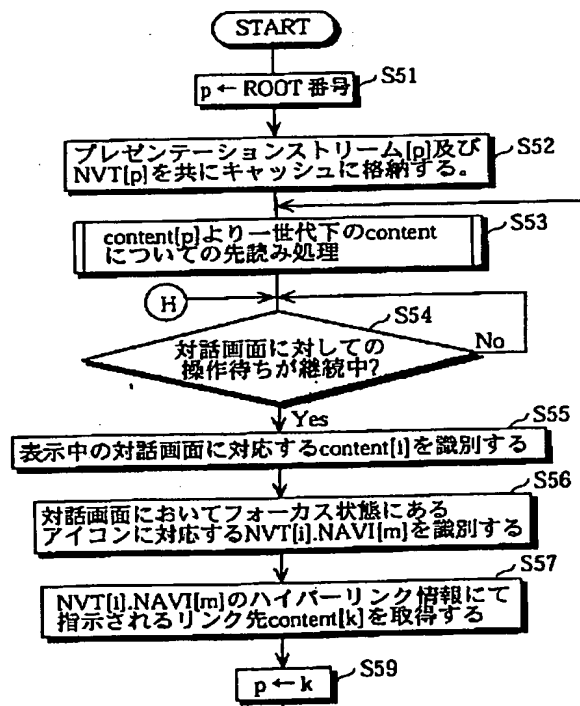 START
p ← ROOT 番号
S51
プレゼンテーションストリーム[p]及び
NVT[p]を共にキャッシュに格納する。
S52
content[p]より一世代下のcontent
についての先読み処理
S53
H
S54
対話画面に対しての
操作待ちが継続中?
No
Yes
S55
表示中の対話画面に対応するcontent[i]を識別する
S56
対話画面においてフォーカス状態にある
アイコンに対応するNVT[i].NAVI[m]を識別する
S57
NVT[i].NAVI[m]のハイパーリンク情報にて
指示されるリンク先content[k]を取得する
S59
p ← k